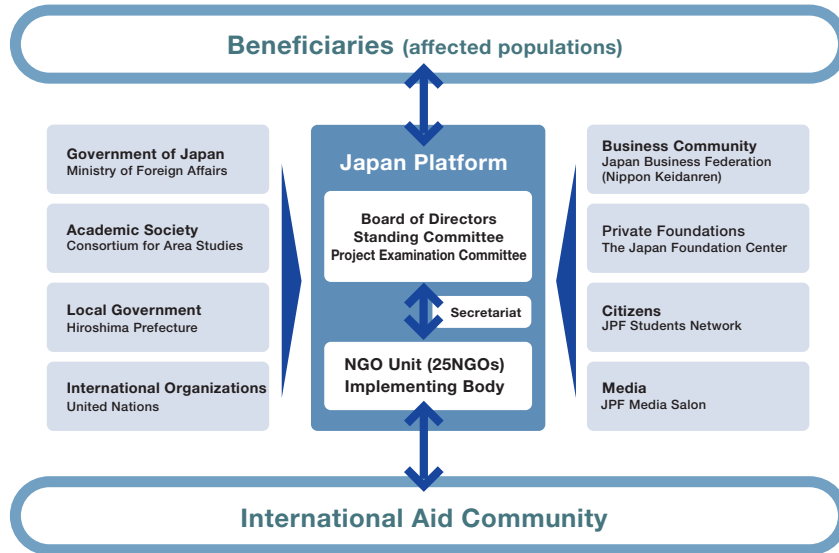 Beneficiaries (affected populations)
Government of Japan
Ministry of Foreign Affairs
Academic Society
Consortium for Area Studies
Local Government
Hiroshima Prefecture
International Organizations
United Nations
Japan Platform
Board of Directors
Standing Committee
Project Examination Committee
Secretariat
NGO Unit (25NGOs)
Implementing Body
Business Community
Japan Business Federation
(Nippon Keidanren)
Private Foundations
The Japan Foundation Center
Citizens
JPF Students Network
Media
JPF Media Salon
International Aid Community